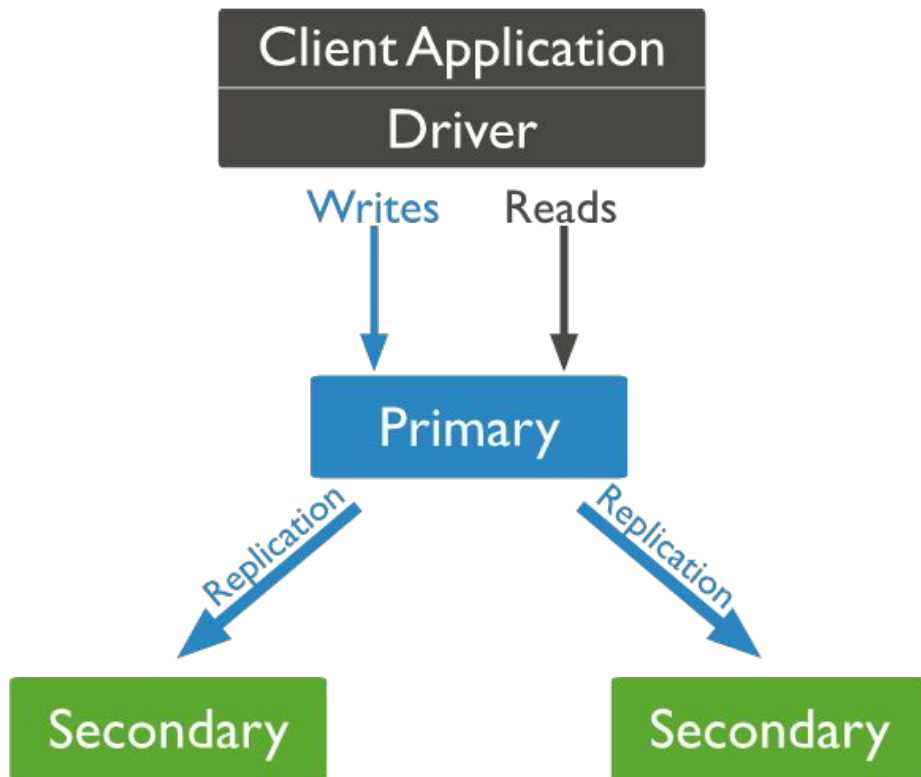 Client Application
Driver
Writes
Reads
Primary
Replication
Replication
Secondary
Secondary